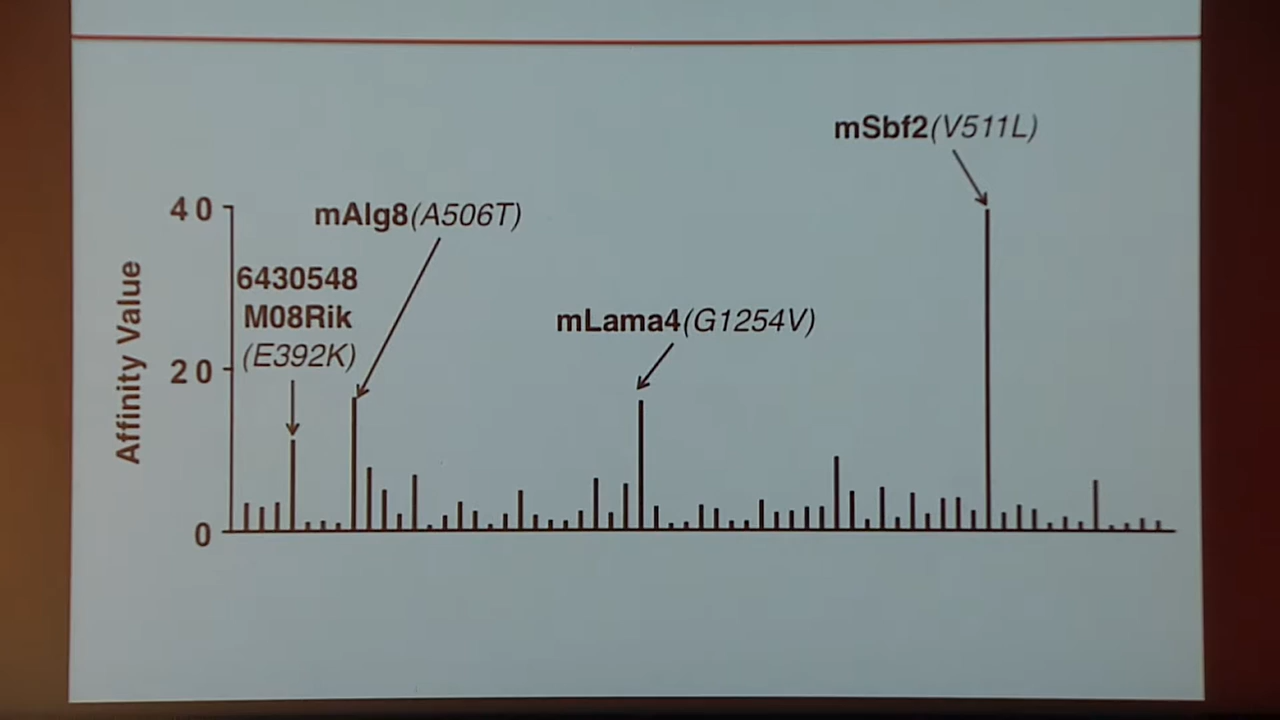 mSbf2(V511L)
40
mAlg8(A506T)
6430548
M08Rik
(E392K)
mLama4(G1254V)
20
Affinity Value
0